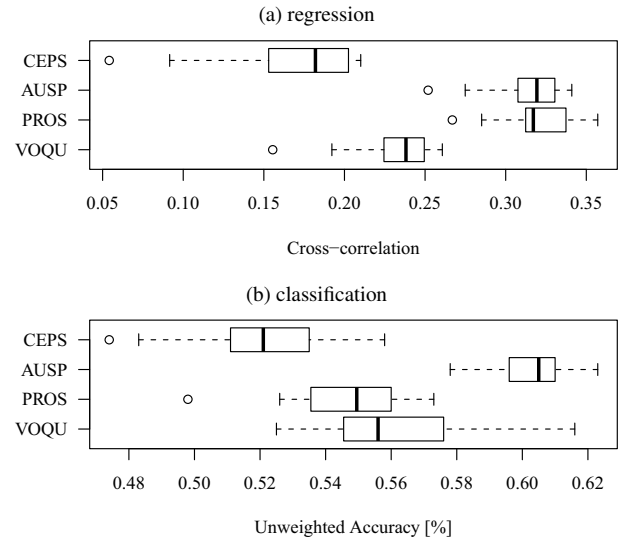 (a) regression
CEPS
AUSP
PROS
VOQU
0.05 0.10 0.15 0.20 0.25 0.30 0.35
Cross−correlation
(b) classification
CEPS
AUSP
PROS
VOQU
0.48 0.50 0.52 0.54 0.56 0.58 0.60 0.62
Unweighted Accuracy [%]